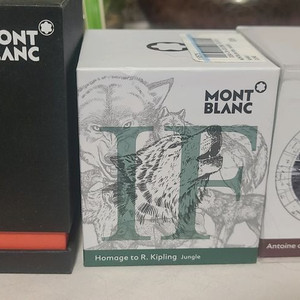 MONT
BLANC
MONT
BLANC
IF
Homage to R. Kipling Jungle
Antoine d